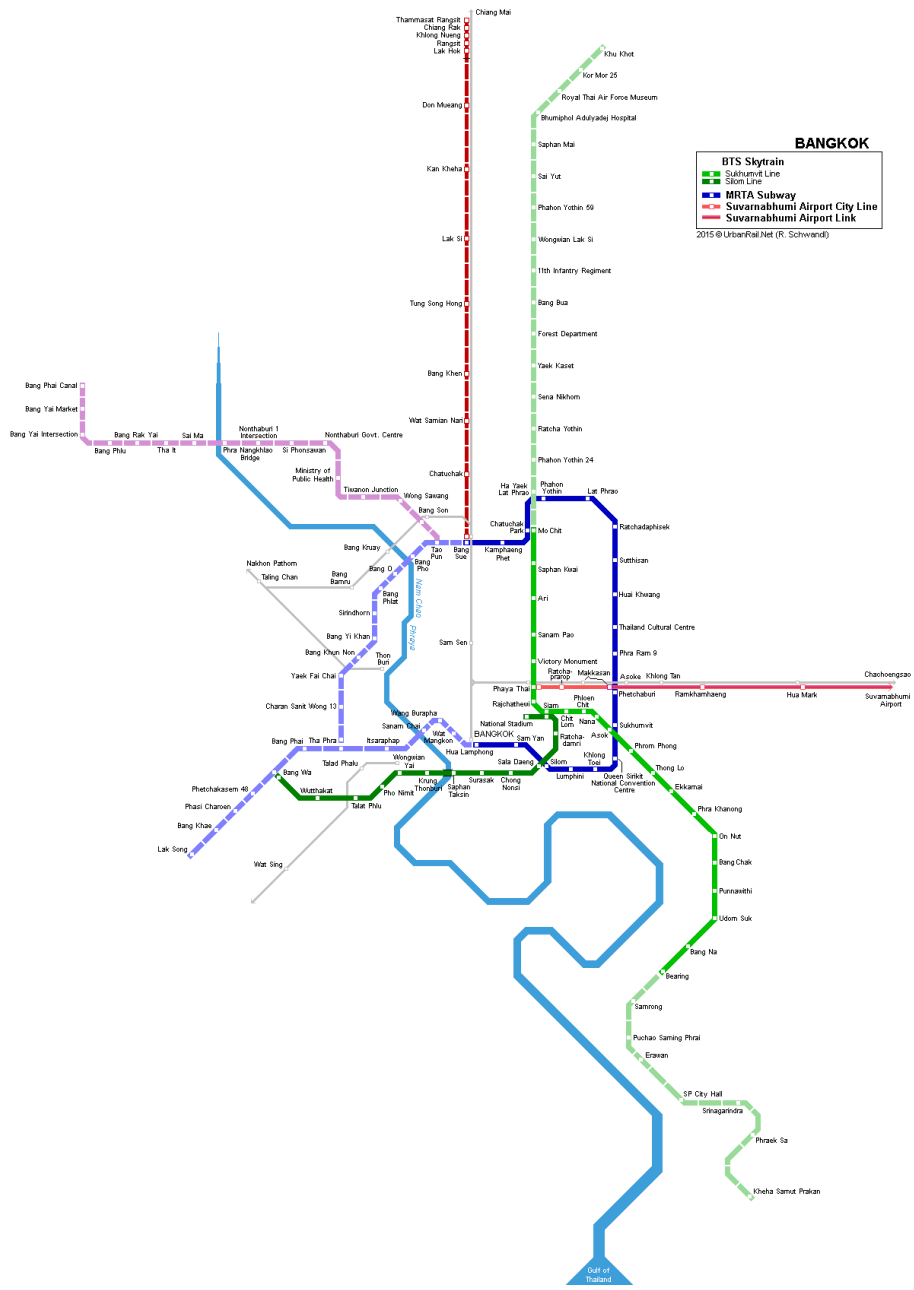 Chiang Mai
Thammasat Rangsit
Chiang Rak
Khlong Nueng
Rangsit
Lak Hok
Don Mueang
Kan Kheha
Lak Si
Tung Song Hong
Bang Khen
Wat Samian Nari
Chatuchak
Khu Khot
Kor Mor 25
Royal Thai Air Force Museum
Bhumiphol Adulyadej Hospital
Saphan Mai
Sai Yut
Phahon Yothin 59
Wongwian Lak Si
11th Infantry Regiment
Bang Bua
Forest Department
Yaek Kaset
Sena Nikhom
Ratcha Yothin
Phahon Yothin 24
BANGKOK
BTS Skytrain
Sukhumvit Line
Silom Line
MRTA Subway
Suvarnabhumi Airport City Line
Suvarnabhumi Airport Link
2015 © UrbanRail.Net (R. Schwandl)
Bang Phai Canal
Bang Yai Market
Bang Yai Intersection
Bang Phlu
Bang Rak Yai
Tha It
Sai Ma
Phra Nangkhlao
Bridge
Nonthaburi 1
Intersection
Si Phonsawan
Nonthaburi Govt. Centre
Ministry of
Public Health
Tiwanon Junction
Wong Sawang
Bang Son
Bang Kruay
Bang
Bamru
Nakhon Pathom
Taling Chan
Thon
Buri
Tao
Pun
Bang
Sue
Kamphaeng
Phet
Chatuchak
Park
Ha Yaek
Lat Phrao
Phahon
Yothin
Lat Phrao
Ratchadaphisek
Sutthisan
Huai Khwang
Thailand Cultural Centre
Phra Ram 9
Mo Chit
Saphan Kwai
Ari
Sanam Pao
Victory Monument
Phaya Thai
Rajchathewi
Ratcha-
prarop
Makkasan
Asoke
Khlong Tan
Chachoengsao
Phetchaburi
Ramkhamhaeng
Hua Mark
Suvarnabhumi
Airport
Bang
Pho
Bang O
Bang
Phlat
Sirindhorn
Bang Yi Khan
Bang Khun Non
Yaek Fai Chai
Charan Sanit Wong 13
Nam Chao
Phraya
Sam Sen
Siam
Chit
Lom
Phloen
Chit
Nana
Asok
Sukhumvit
Phrom Phong
Thong Lo
Ekkamai
Phra Khanong
On Nut
Bang Chak
Punnawithi
Udom Suk
Bang Na
Bearing
Samrong
Puchao Saming Phrai
Erawan
SP City Hall
Srinagarindra
Phraek Sa
Kheha Samut Prakan
National Stadium
Ratcha-
damri
Sala Daeng
Silom
Lumphini
Khlong
Toei
Queen Sirikit
National Convention
Centre
BANGKOK
Hua Lamphong
Sam Yan
Wat
Mangkon
Wang Burapha
Sanam Chai
Itsaraphap
Tha Phra
Bang Phai
Bang Wa
Phetchakasem 48
Phasi Charoen
Bang Khae
Lak Song
Talad Phalu
Wongwian
Yai
Wutthakat
Talat Phlu
Pho Nimit
Krung
Thonburi
Saphan
Taksin
Surasak
Chong
Nonsi
Wat Sing
Gulf of
Thailand